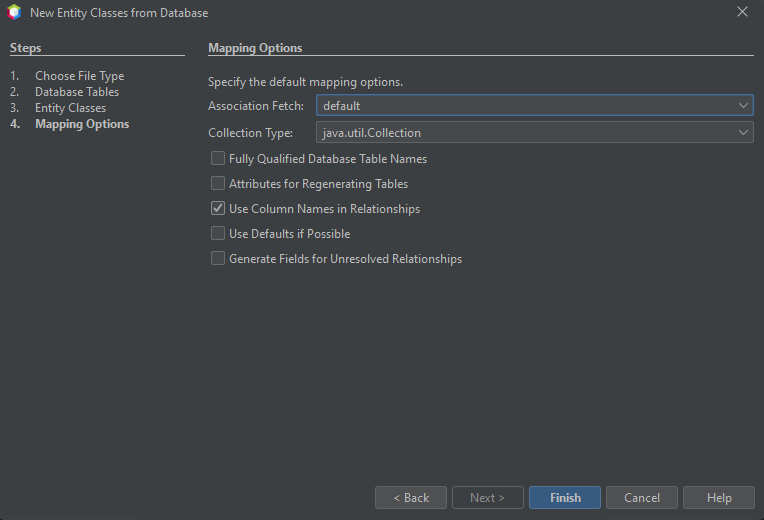 New Entity Classes from Database
Steps
1. Choose File Type
2. Database Tables
3. Entity Classes
4. Mapping Options
Mapping Options
Specify the default mapping options.
Association Fetch: default
Collection Type: java.util.Collection
Fully Qualified Database Table Names
Attributes for Regenerating Tables
Use Column Names in Relationships
Use Defaults if Possible
Generate Fields for Unresolved Relationships
< Back Next > Finish Cancel Help